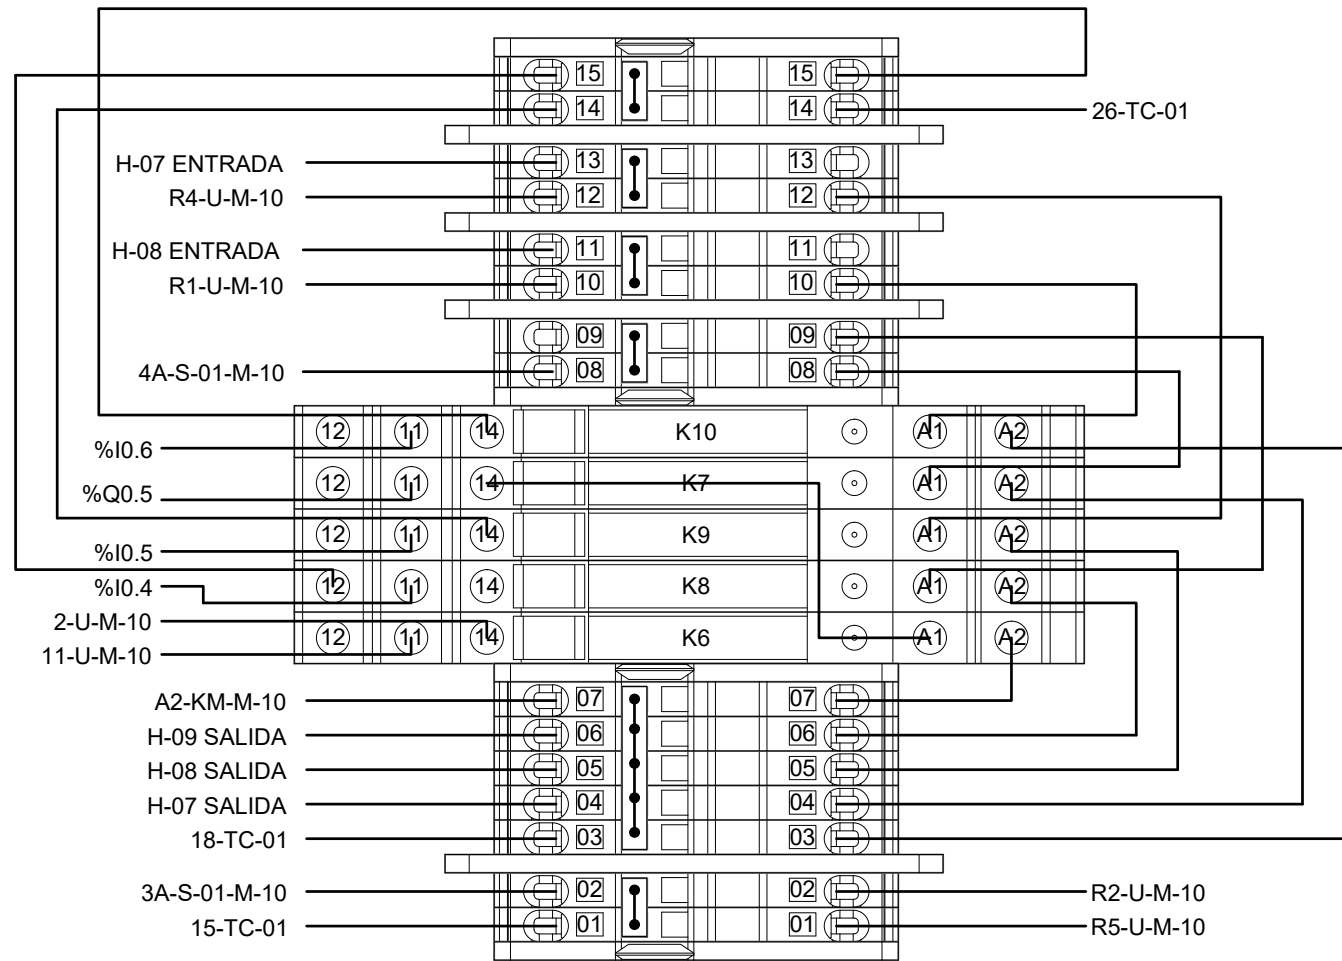 15 15
14 14 26-TC-01
H-07 ENTRADA 13 13
R4-U-M-10 12 12
H-08 ENTRADA 11 11
R1-U-M-10 10 10
09 09
4A-S-01-M-10 08 08
12 11 14 K10 A1 A2
%I0.6
12 11 14 K7 A1 A2
%Q0.5
12 11 14 K9 A1 A2
%I0.5
12 11 14 K8 A1 A2
%I0.4
2-U-M-10
12 11 14 K6 A1 A2
11-U-M-10
A2-KM-M-10 07 07
H-09 SALIDA 06 06
H-08 SALIDA 05 05
H-07 SALIDA 04 04
18-TC-01 03 03
3A-S-01-M-10 02 02 R2-U-M-10
15-TC-01 01 01 R5-U-M-10